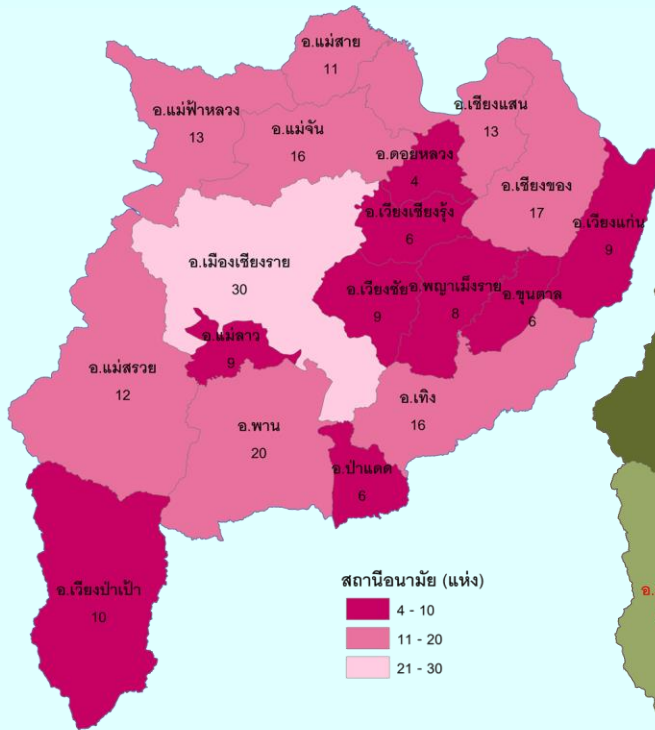 อ.แม่สาย
11
อ.แม่ฟ้าหลวง
13
อ.แม่จัน
16
อ.เชียงแสน
13
อ.ดอยหลวง
4
อ.เชียงของ
17
อ.เวียงแก่น
9
อ.เวียงเชียงรุ้ง
6
อ.เมืองเชียงราย
30
อ.เวียงชัย
9
อ.พญาเม็งราย
8
อ.ขุนตาล
6
อ.แม่ลาว
9
อ.แม่สรวย
12
อ.พาน
20
อ.เทิง
16
อ.ป่าแดด
6
อ.เวียงป่าเป้า
10
สถานีอนามัย (แห่ง)
4 - 10
11 - 20
21 - 30
อ.